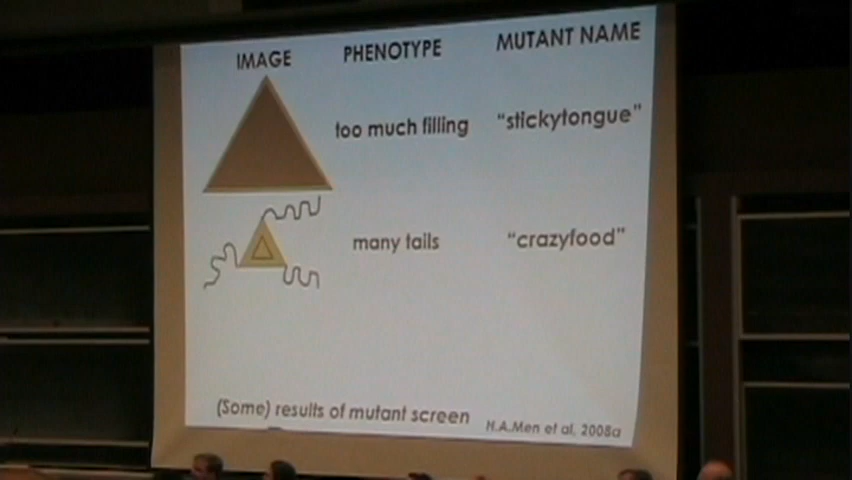 IMAGE PHENOTYPE MUTANT NAME
too much filling "stickytongue"
many tails "crazyfood"
(Some) results of mutant screen
H.A.Men et al. 2008a